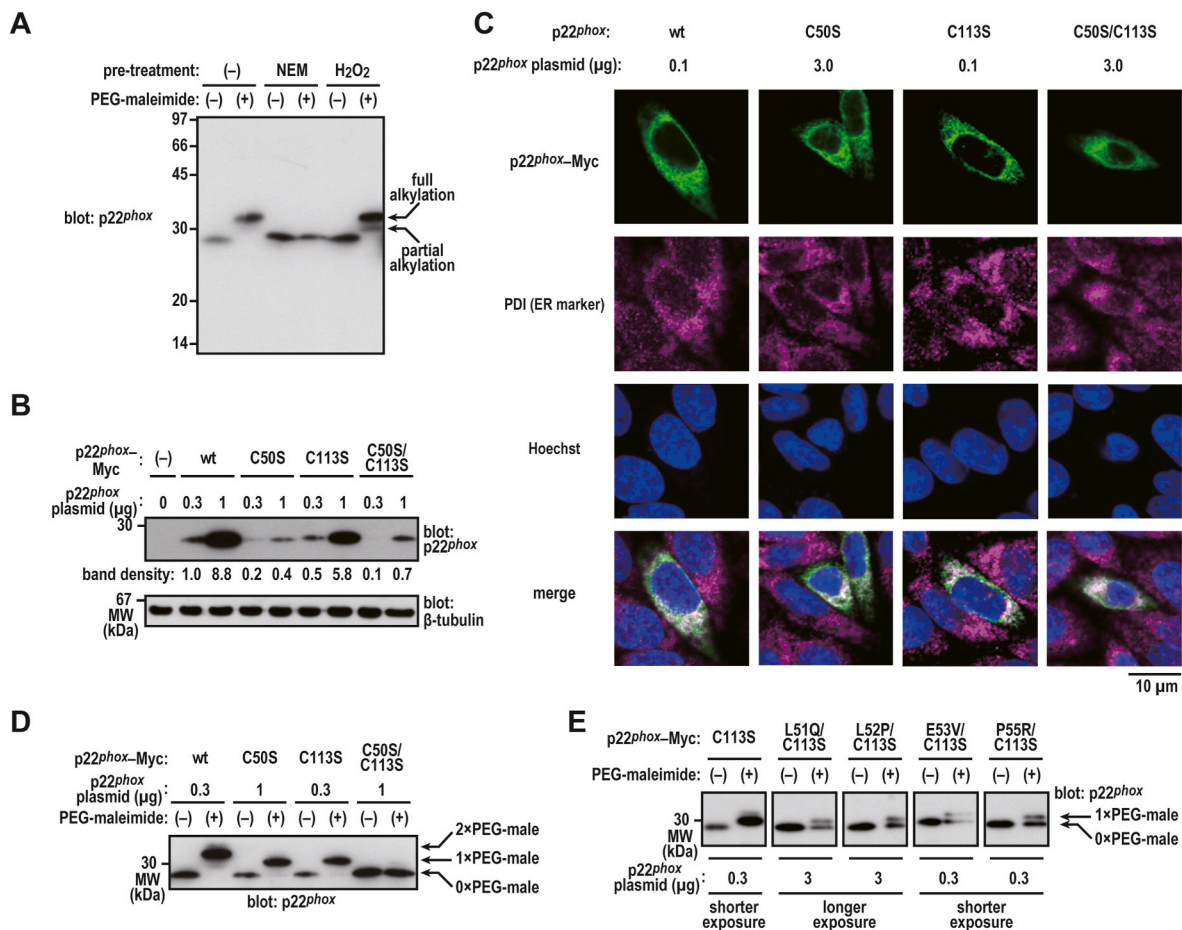 A
pre-treatment: (–) NEM H2O2
PEG-maleimide: (–) (+) (–) (+) (–) (+)
97
66
45
30
20
14
blot: p22phox
full
alkylation
partial
alkylation
B
p22phox–
Myc : (–) wt C50S C113S C50S/
C113S
p22phox
plasmid (µg) : 0 0.3 1 0.3 1 0.3 1 0.3 1
30
blot:
p22phox
band density: 1.0 8.8 0.2 0.4 0.5 5.8 0.1 0.7
67
MW
(kDa)
blot:
β-tubulin
C
p22phox: wt C50S C113S C50S/C113S
p22phox plasmid (µg): 0.1 3.0 0.1 3.0
p22phox–Myc
PDI (ER marker)
Hoechst
merge
10 µm
D
p22phox–Myc: wt C50S C113S C50S/
C113S
p22phox
plasmid (µg) : 0.3 1 0.3 1
PEG-maleimide: (–) (+) (–) (+) (–) (+) (–) (+)
30
MW
(kDa)
2×PEG-male
1×PEG-male
0×PEG-male
blot: p22phox
E
p22phox–Myc: C113S L51Q/
C113S L52P/
C113S E53V/
C113S P55R/
C113S
PEG-maleimide: (–) (+) (–) (+) (–) (+) (–) (+) (–) (+)
blot: p22phox
30
MW
(kDa)
1×PEG-male
0×PEG-male
p22phox
plasmid (µg) : 0.3 3 3 0.3 0.3
shorter
exposure
longer
exposure
shorter
exposure